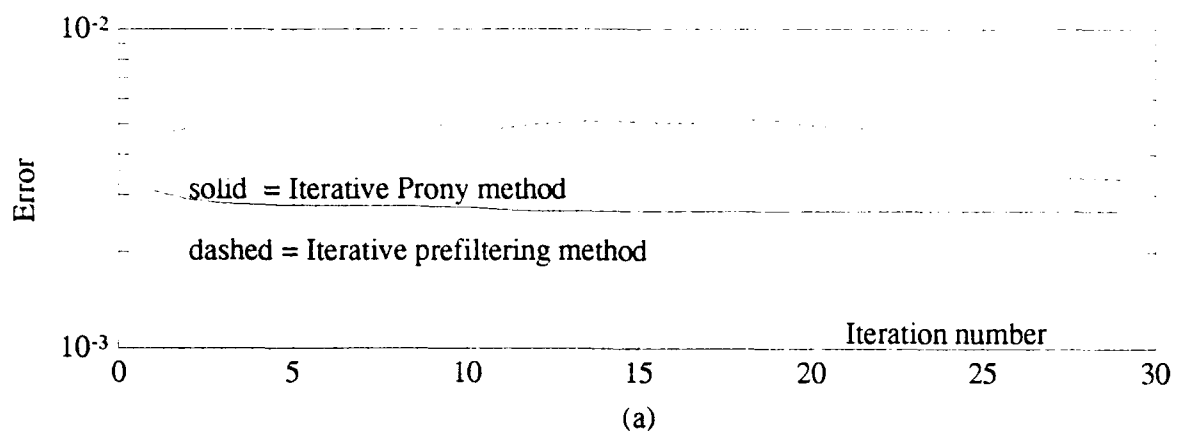 10-2
Error
solid = Iterative Prony method
dashed = Iterative prefiltering method
10-3
Iteration number
0 5 10 15 20 25 30
(a)